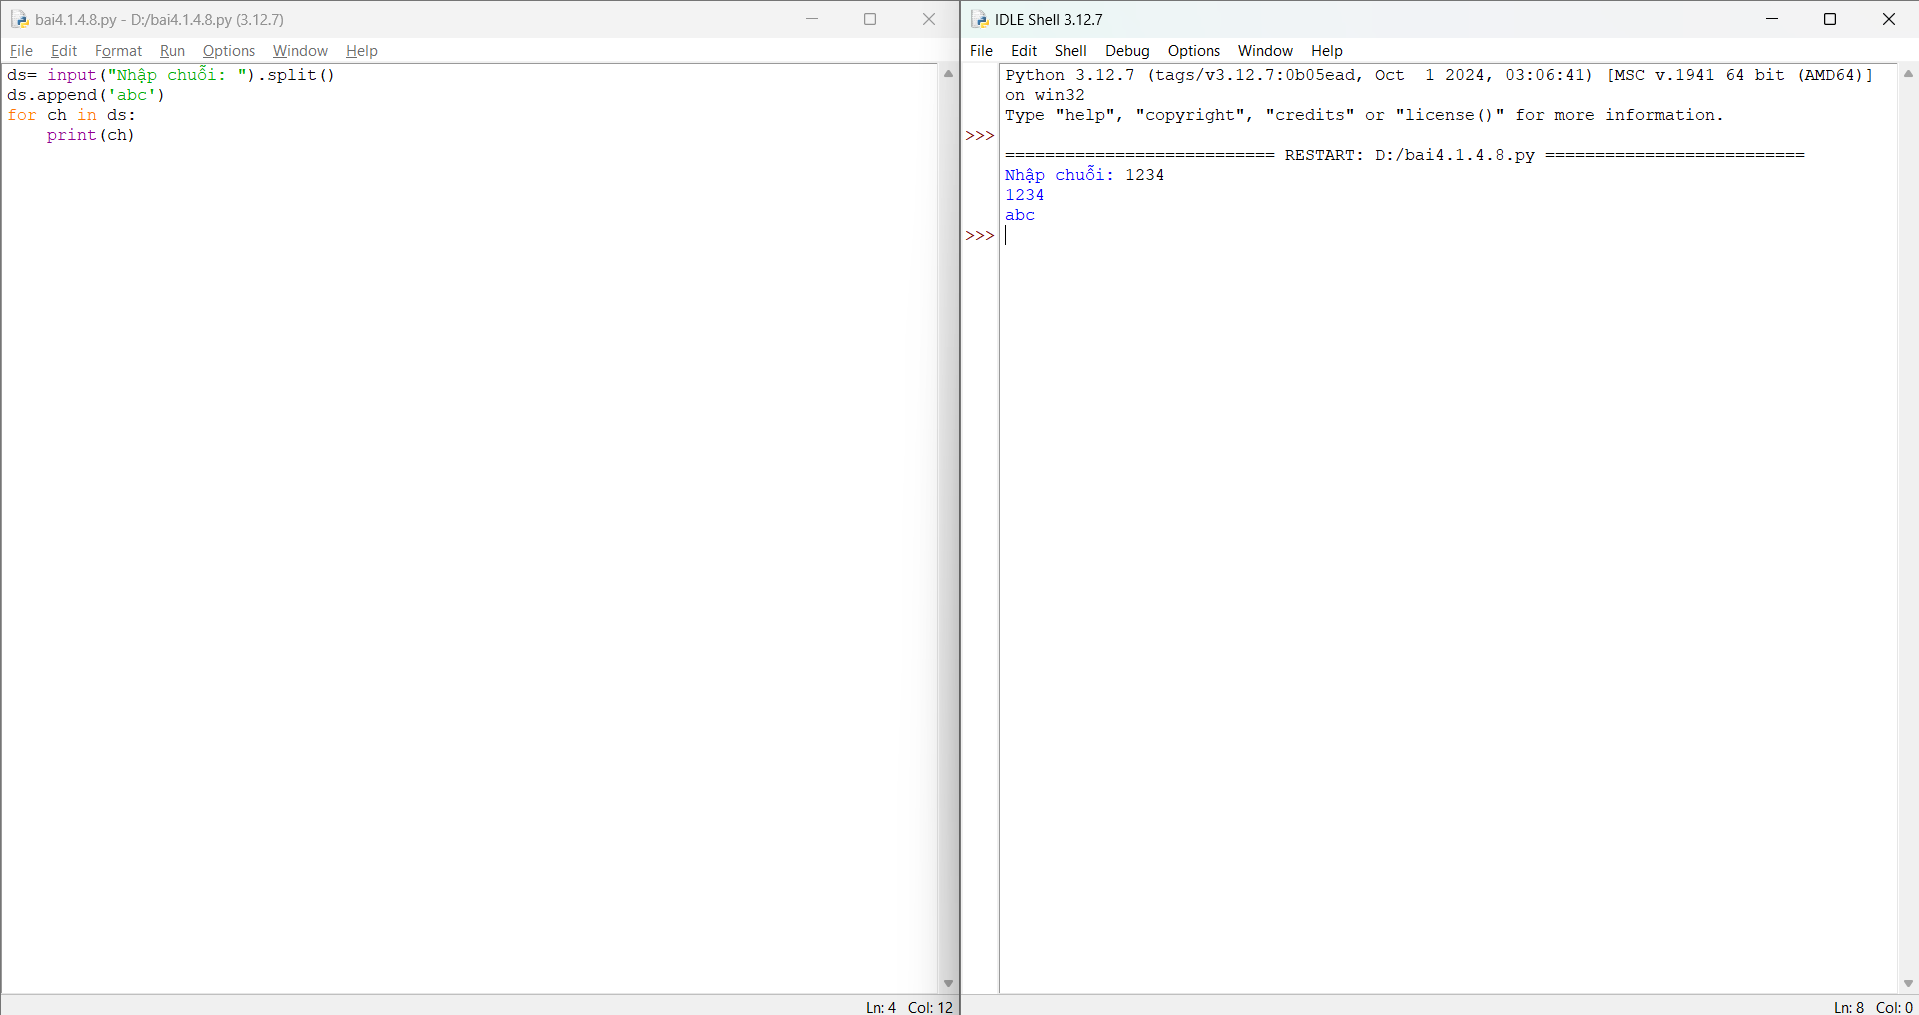 bai4.1.4.8.py - D:/bai4.1.4.8.py (3.12.7)
File Edit Format Run Options Window Help
ds= input("Nhập chuỗi: ").split()
ds.append('abc')
for ch in ds:
    print(ch)
Ln: 4 Col: 12
IDLE Shell 3.12.7
File Edit Shell Debug Options Window Help
Python 3.12.7 (tags/v3.12.7:0b05ead, Oct  1 2024, 03:06:41) [MSC v.1941 64 bit (AMD64)]
on win32
Type "help", "copyright", "credits" or "license()" for more information.
>>>
=========================== RESTART: D:/bai4.1.4.8.py ==========================
Nhập chuỗi: 1234
1234
abc
>>>
Ln: 8 Col: 0